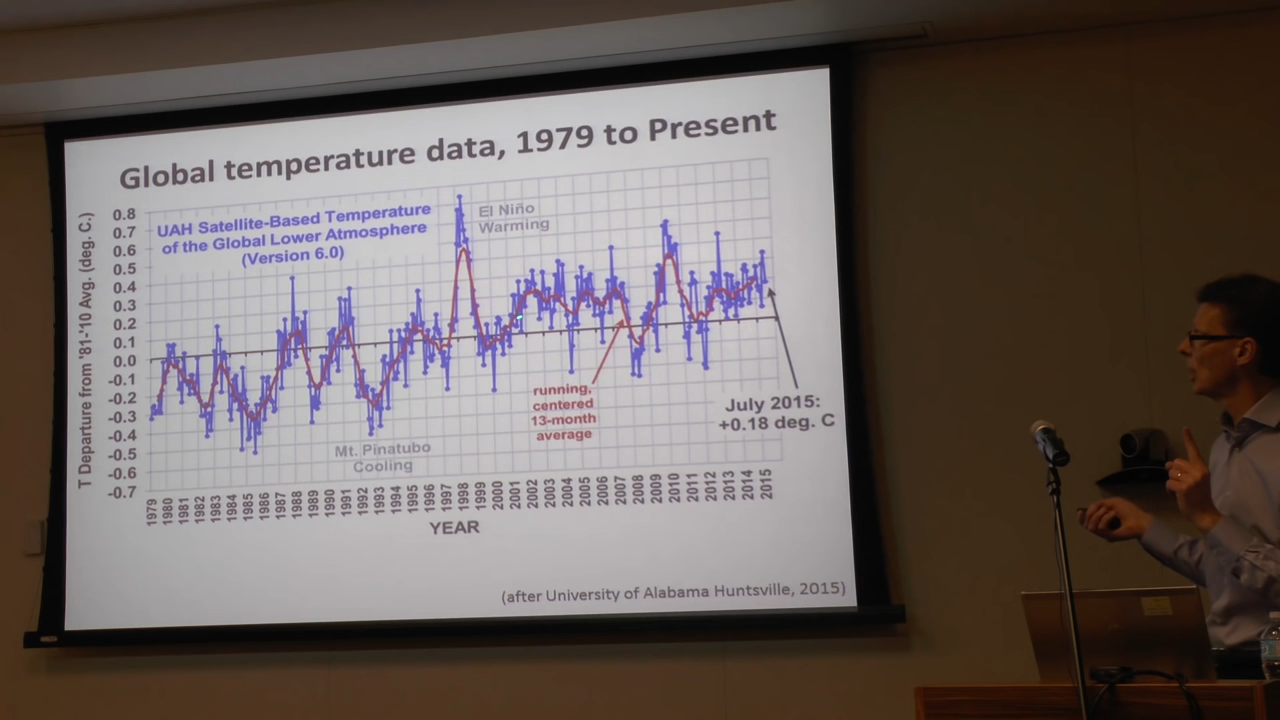 Global temperature data, 1979 to Present
UAH Satellite-Based Temperature
of the Global Lower Atmosphere
(Version 6.0)
El Niño
Warming
T Departure from '81-'10 Avg. (deg. C.)
0.8
0.7
0.6
0.5
0.4
0.3
0.2
0.1
0.0
-0.1
-0.2
-0.3
-0.4
-0.5
-0.6
-0.7
running,
centered
13-month
average
July 2015:
+0.18 deg. C
Mt. Pinatubo
Cooling
1979 1980 1981 1982 1983 1984 1985 1986 1987 1988 1989 1990 1991 1992 1993 1994 1995 1996 1997 1998 1999 2000 2001 2002 2003 2004 2005 2006 2007 2008 2009 2010 2011 2012 2013 2014 2015
YEAR
(after University of Alabama Huntsville, 2015)